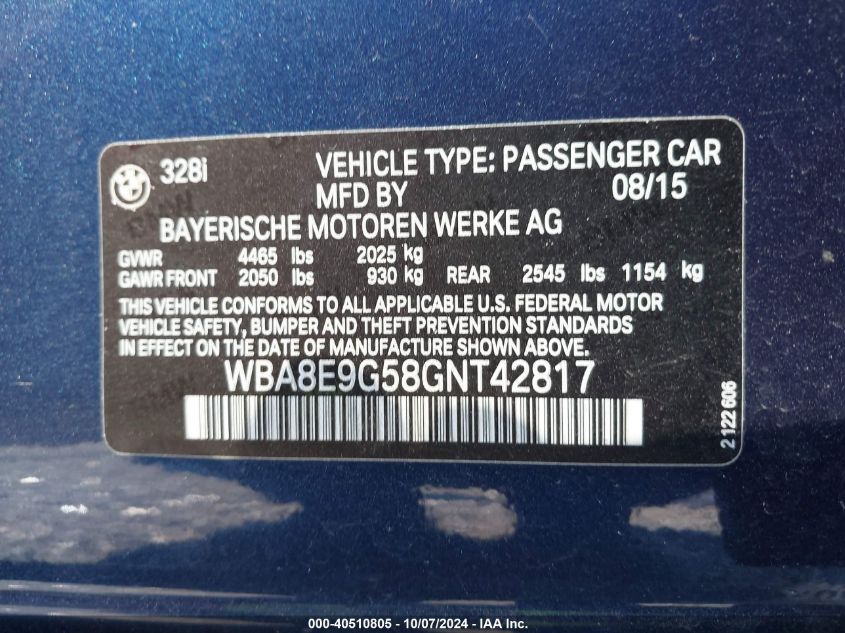 328i VEHICLE TYPE: PASSENGER CAR
MFD BY 08/15
BAYERISCHE MOTOREN WERKE AG
GVWR 4465 lbs 2025 kg
GAWR FRONT 2050 lbs 930 kg REAR 2545 lbs 1154 kg
THIS VEHICLE CONFORMS TO ALL APPLICABLE U.S. FEDERAL MOTOR
VEHICLE SAFETY, BUMPER AND THEFT PREVENTION STANDARDS
IN EFFECT ON THE DATE OF MANUFACTURE SHOWN ABOVE.
WBA8E9G58GNT42817
2122606
000-40510805 - 10/07/2024 - IAA Inc.